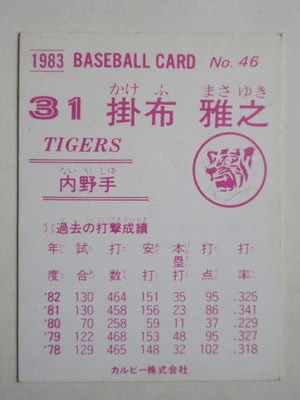 1983 BASEBALL CARD No. 46
かけ ふ まさ ゆき
31 掛布 雅之
TIGERS
ない や しゅ
内野手
過去の打撃成績
年 試 打 安 本 打 打
塁
度 合 数 打 打 点 率
'82 130 464 151 35 95 .325
'81 130 458 156 23 86 .341
'80 70 258 59 11 37 .229
'79 122 468 153 48 95 .327
'78 129 465 148 32 102 .318
カルビー株式会社